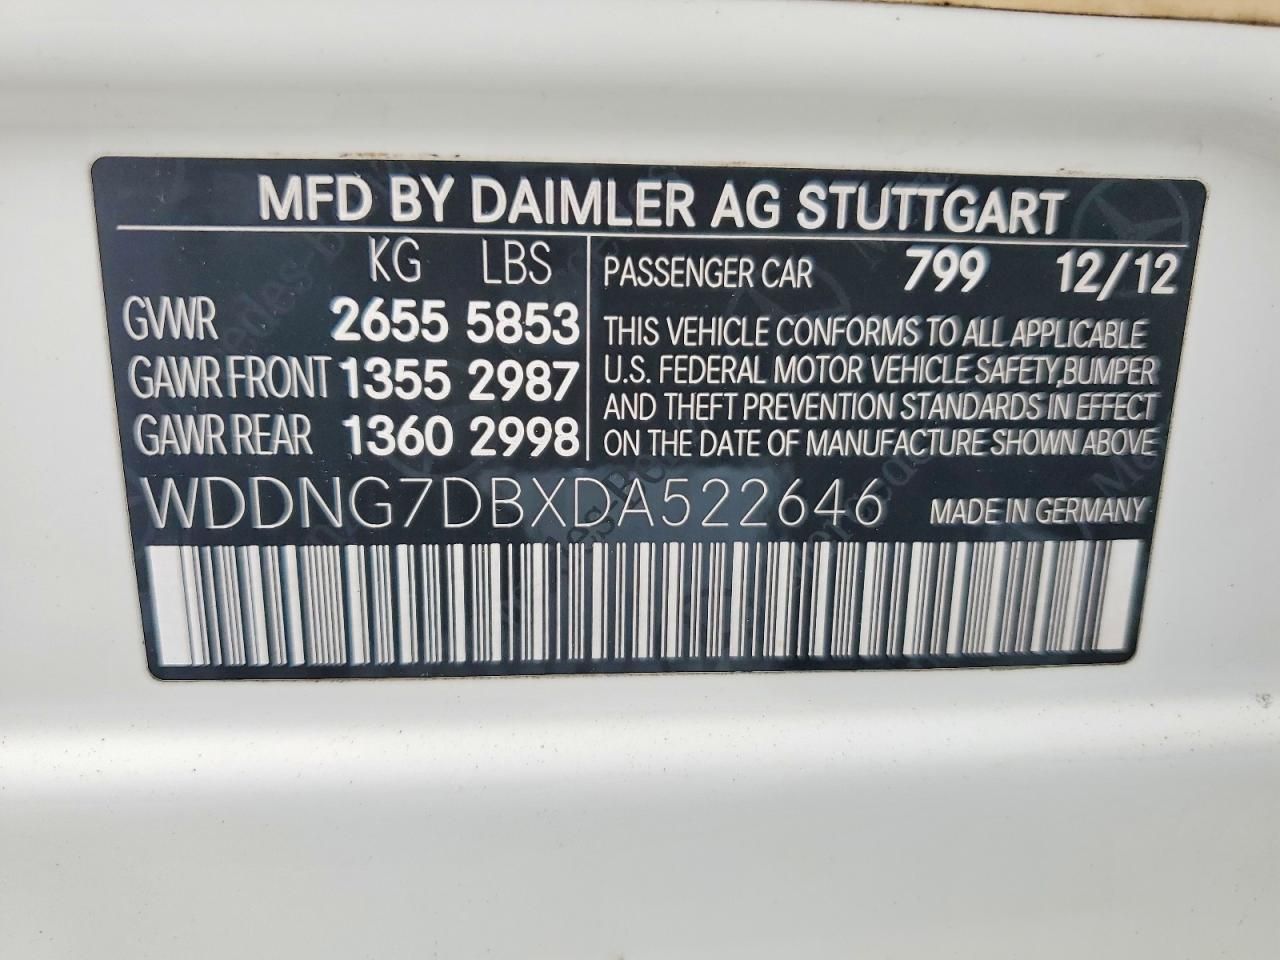 MFD BY DAIMLER AG STUTTGART
KG LBS
GVWR 2655 5853
GAWR FRONT 1355 2987
GAWR REAR 1360 2998
PASSENGER CAR 799 12/12
THIS VEHICLE CONFORMS TO ALL APPLICABLE
U.S. FEDERAL MOTOR VEHICLE SAFETY, BUMPER
AND THEFT PREVENTION STANDARDS IN EFFECT
ON THE DATE OF MANUFACTURE SHOWN ABOVE
WDDNG7DBXDA522646 MADE IN GERMANY